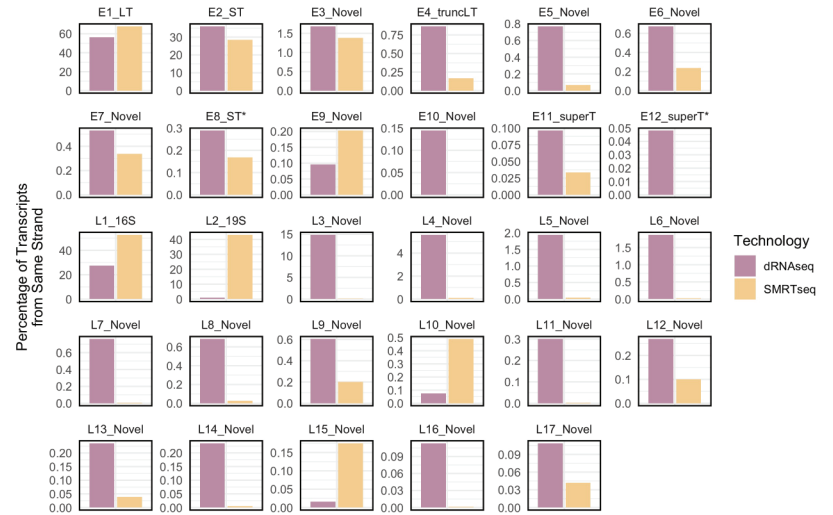 E1_LT E2_ST E3_Novel E4_truncLT E5_Novel E6_Novel
60 40 20 0
30 20 10 0
1.5 1.0 0.5 0.0
0.75 0.50 0.25 0.00
0.8 0.6 0.4 0.2 0.0
0.6 0.4 0.2 0.0
E7_Novel E8_ST* E9_Novel E10_Novel E11_superT E12_superT*
0.4 0.2 0.0
0.3 0.2 0.1 0.0
0.20 0.15 0.10 0.05 0.00
0.15 0.10 0.05 0.00
0.100 0.075 0.050 0.025 0.000
0.05 0.04 0.03 0.02 0.01 0.00
Percentage of Transcripts
from Same Strand
L1_16S L2_19S L3_Novel L4_Novel L5_Novel L6_Novel
40 20 0
40 30 20 10 0
15 10 5 0
4 2 0
2.0 1.5 1.0 0.5 0.0
1.5 1.0 0.5 0.0
Technology
dRNAseq
SMRTseq
L7_Novel L8_Novel L9_Novel L10_Novel L11_Novel L12_Novel
0.6 0.4 0.2 0.0
0.6 0.4 0.2 0.0
0.6 0.4 0.2 0.0
0.5 0.4 0.3 0.2 0.1 0.0
0.3 0.2 0.1 0.0
0.2 0.1 0.0
L13_Novel L14_Novel L15_Novel L16_Novel L17_Novel
0.20 0.15 0.10 0.05 0.00
0.20 0.15 0.10 0.05 0.00
0.15 0.10 0.05 0.00
0.09 0.06 0.03 0.00
0.09 0.06 0.03 0.00